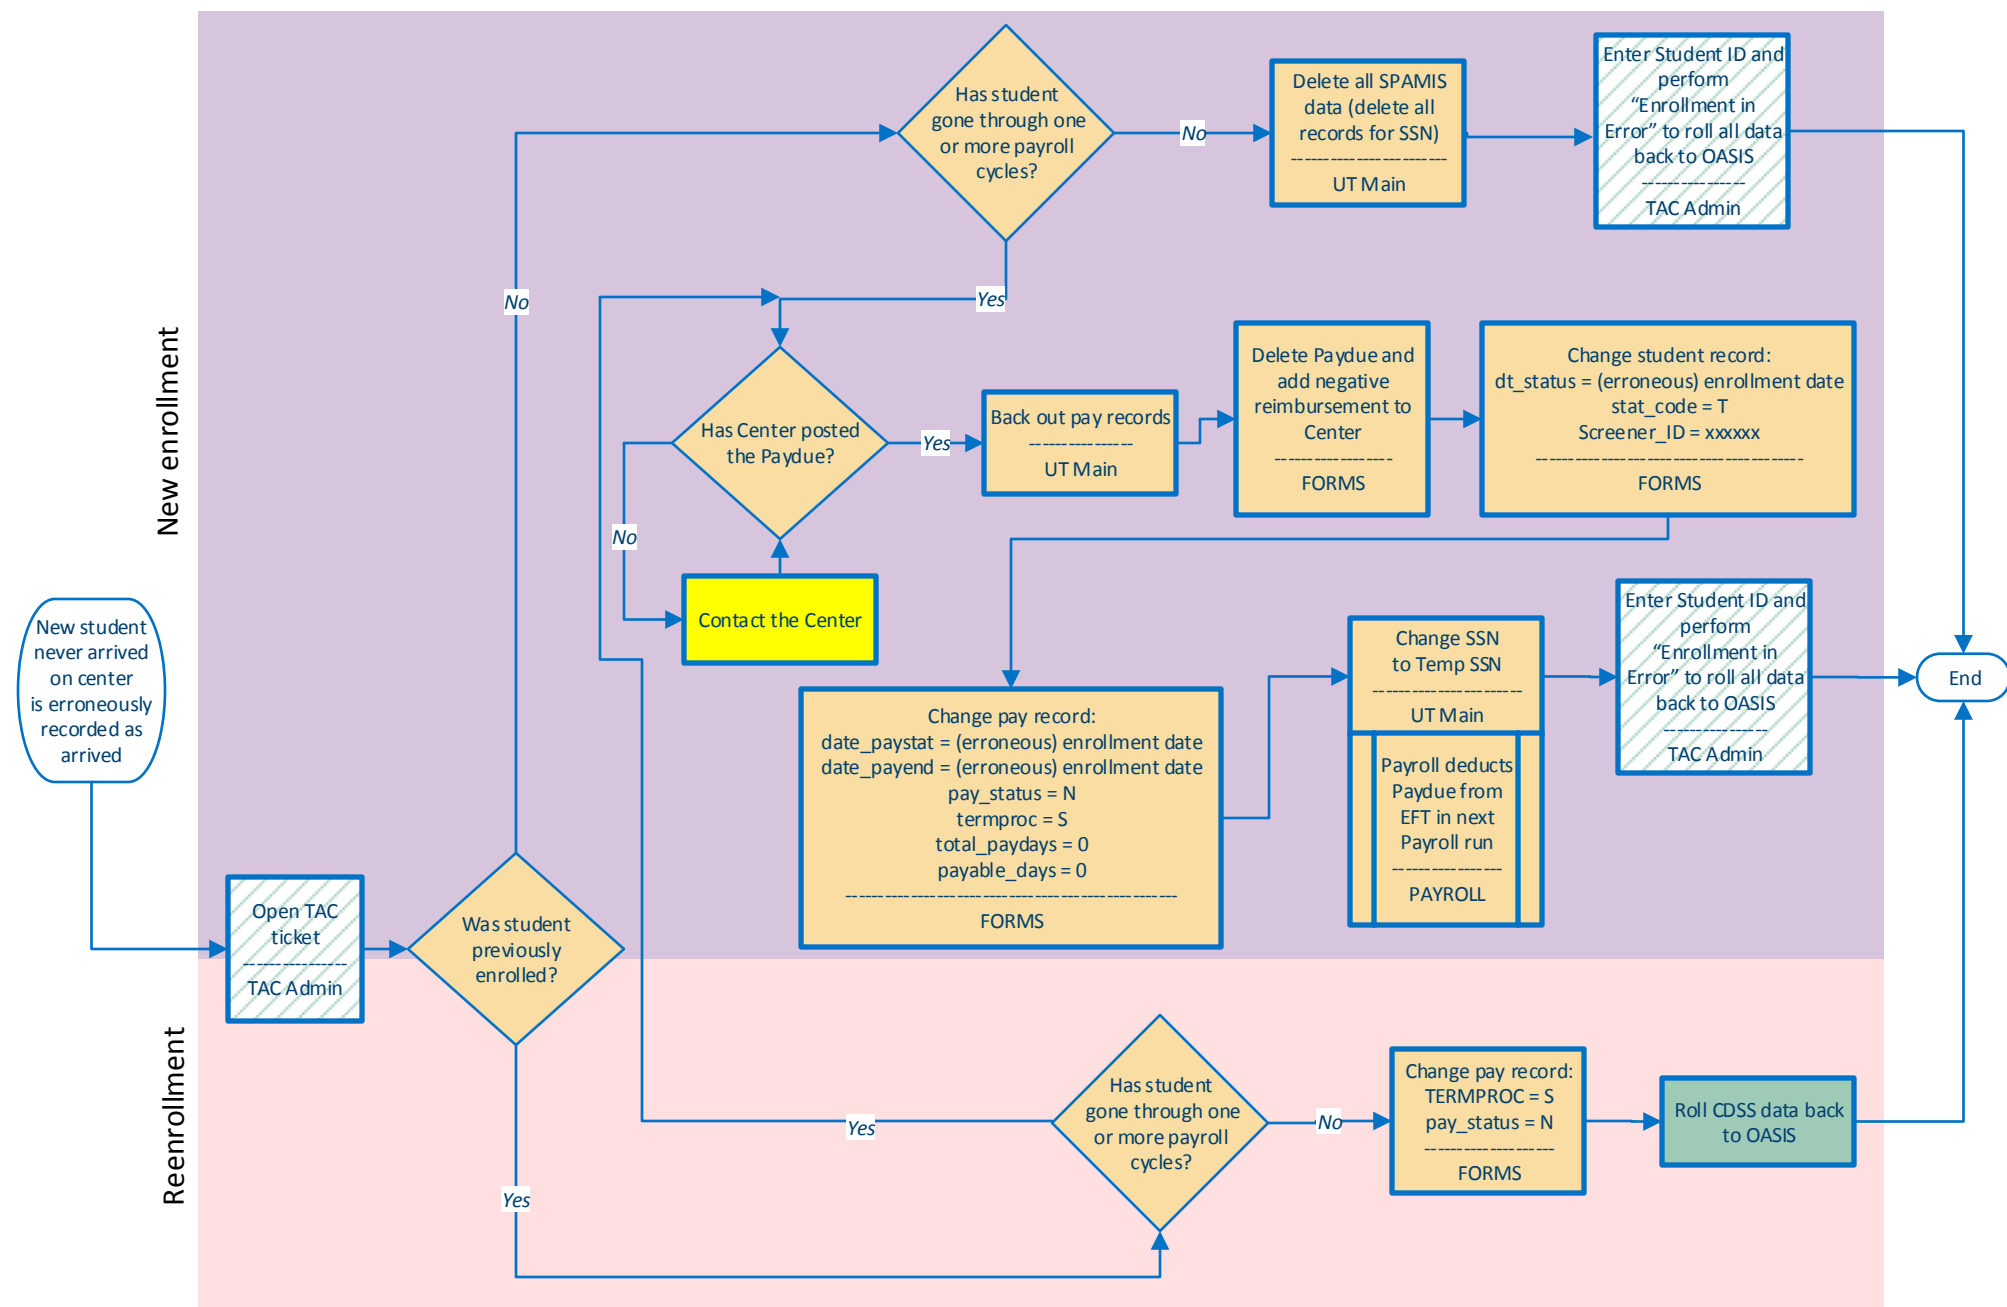 New enrollment
Reenrollment
New student
never arrived
on center
is erroneously
recorded as
arrived
Open TAC
ticket
----------------
TAC Admin
Was student
previously
enrolled?
No
Yes
Has student
gone through one
or more payroll
cycles?
No
Yes
Delete all SPAMIS
data (delete all
records for SSN)
------------------------
UT Main
Enter Student ID and
perform
“Enrollment in
Error” to roll all data
back to OASIS
----------------
TAC Admin
Has Center posted
the Paydue?
Yes
No
Contact the Center
Back out pay records
----------------
UT Main
Delete Paydue and
add negative
reimbursement to
Center
------------------
FORMS
Change student record:
dt_status = (erroneous) enrollment date
stat_code = T
Screener_ID = xxxxxx
-----------------------------------------
FORMS
Change pay record:
date_paystat = (erroneous) enrollment date
date_payend = (erroneous) enrollment date
pay_status = N
termproc = S
total_paydays = 0
payable_days = 0
---------------------------------------------------
FORMS
Change SSN
to Temp SSN
-----------------------
UT Main
Payroll deducts
Paydue from
EFT in next
Payroll run
-----------------
PAYROLL
Enter Student ID and
perform
“Enrollment in
Error” to roll all data
back to OASIS
----------------
TAC Admin
End
Has student
gone through one
or more payroll
cycles?
Yes
No
Change pay record:
TERMPROC = S
pay_status = N
--------------------
FORMS
Roll CDSS data back
to OASIS